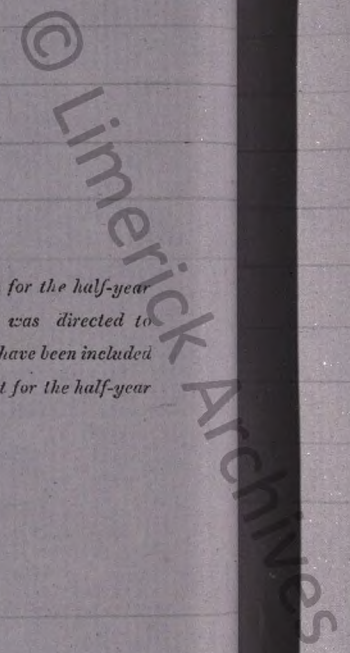 for the half-year
was directed to
have been included
t for the half-year
© Limerick Archives